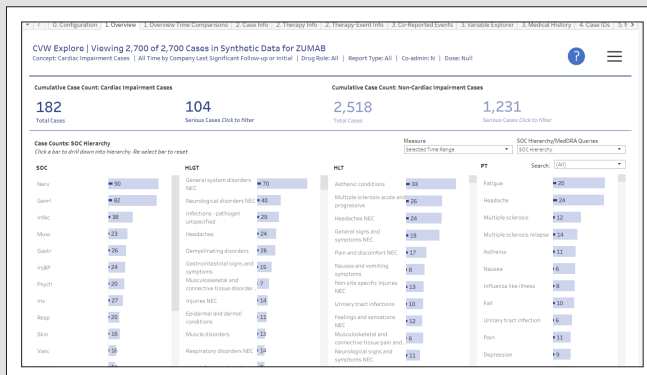 0. Configuration 1. Overview 1. Overview Time Comparisons 2. Case Info 2. Therapy Info 2. Therapy-Event Info 3. Co-Reported Events 3. Variable Explorer 3. Medical History 4. Case IDs
CVW Explore | Viewing 2,700 of 2,700 Cases in Synthetic Data for ZUMAB
Concept: Cardiac Impairment Cases | All Time by Company Last Significant Follow-up or Initial | Drug Role: All | Report Type: All | Co-admin: N | Dose: Null
?
Cumulative Case Count: Cardiac Impairment Cases
Cumulative Case Count: Non-Cardiac Impairment Cases
182 104 2,518 1,231
Total Cases Serious Cases Click to filter Total Cases Serious Cases Click to filter
Case Counts: SOC Hierarchy
Click a bar to drill down into hierarchy. Re-select bar to reset
Measure
Selected Time Range
SOC Hierarchy/MedDRA Queries
SOC Hierarchy
Search: (All)
SOC
Nerv 90
Genrl 82
Infec 38
Musc 23
Gastr 26
Inj&P 24
Psych 20
Inv 27
Resp 20
Skin 16
Vasc 16
HLGT
General system disorders
NEC 70
Neurological disorders NEC 40
Infections - pathogen
unspecified 29
Headaches 24
Demyelinating disorders 26
Gastrointestinal signs and
symptoms 15
Musculoskeletal and
connective tissue disorder 7
Injuries NEC 14
Epidermal and dermal
conditions 11
Muscle disorders 13
Respiratory disorders NEC 14
HLT
Asthenic conditions 33
Multiple sclerosis acute and
progressive 26
Headaches NEC 24
General signs and
symptoms NEC 19
Pain and discomfort NEC 17
Nausea and vomiting
symptoms 8
Non-site specific injuries
NEC 13
Urinary tract infections 10
Feelings and sensations
NEC 12
Musculoskeletal and
connective tissue pain and. 6
Neurological signs and
symptoms NEC 11
PT
Fatigue 20
Headache 24
Multiple sclerosis 12
Multiple sclerosis relapse 14
Asthenia 11
Nausea 6
Influenza like illness 8
Fall 10
Urinary tract infection 6
Pain 11
Depression 9